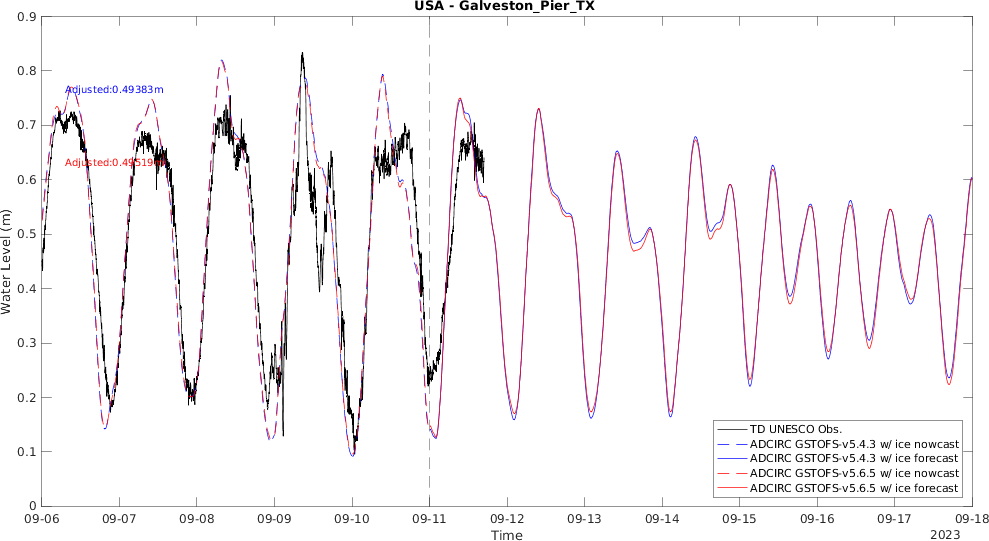 USA - Galveston_Pier_TX
0.9
0.8
0.7
0.6
0.5
0.4
0.3
0.2
0.1
0
Water Level (m)
Adjusted:0.49383m
TD UNESCO Obs.
ADCIRC GSTOFS-v5.4.3 w/ ice nowcast
ADCIRC GSTOFS-v5.4.3 w/ ice forecast
ADCIRC GSTOFS-v5.6.5 w/ ice nowcast
ADCIRC GSTOFS-v5.6.5 w/ ice forecast
09-06 09-07 09-08 09-09 09-10 09-11 09-12 09-13 09-14 09-15 09-16 09-17 09-18
Time
2023